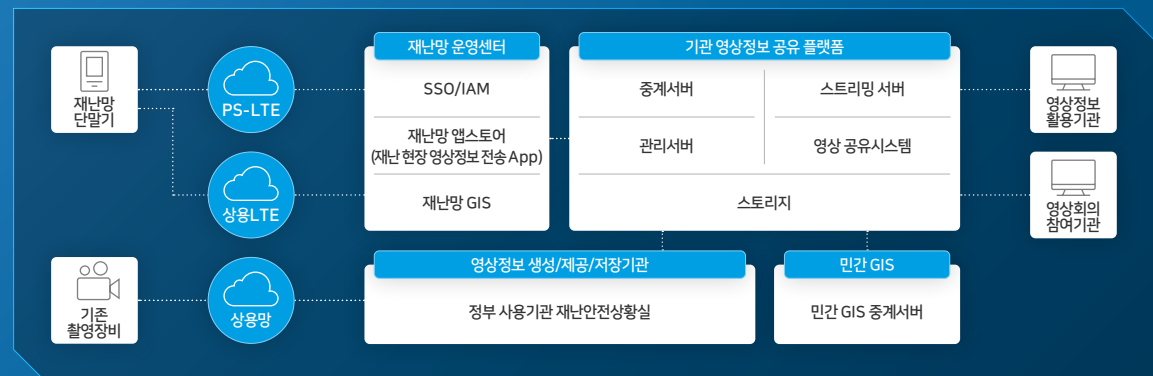 재난망
단말기
PS-LTE
상용LTE
기존
촬영장비
상용망
재난망 운영센터
SSO/IAM
재난망 앱스토어
(재난 현장 영상정보 전송 App)
재난망 GIS
기관 영상정보 공유 플랫폼
중계서버
스트리밍 서버
관리서버
영상 공유시스템
스토리지
영상정보
활용기관
영상회의
참여기관
영상정보 생성/제공/저장기관
정부 사용기관 재난안전상황실
민간 GIS
민간 GIS 중계서버